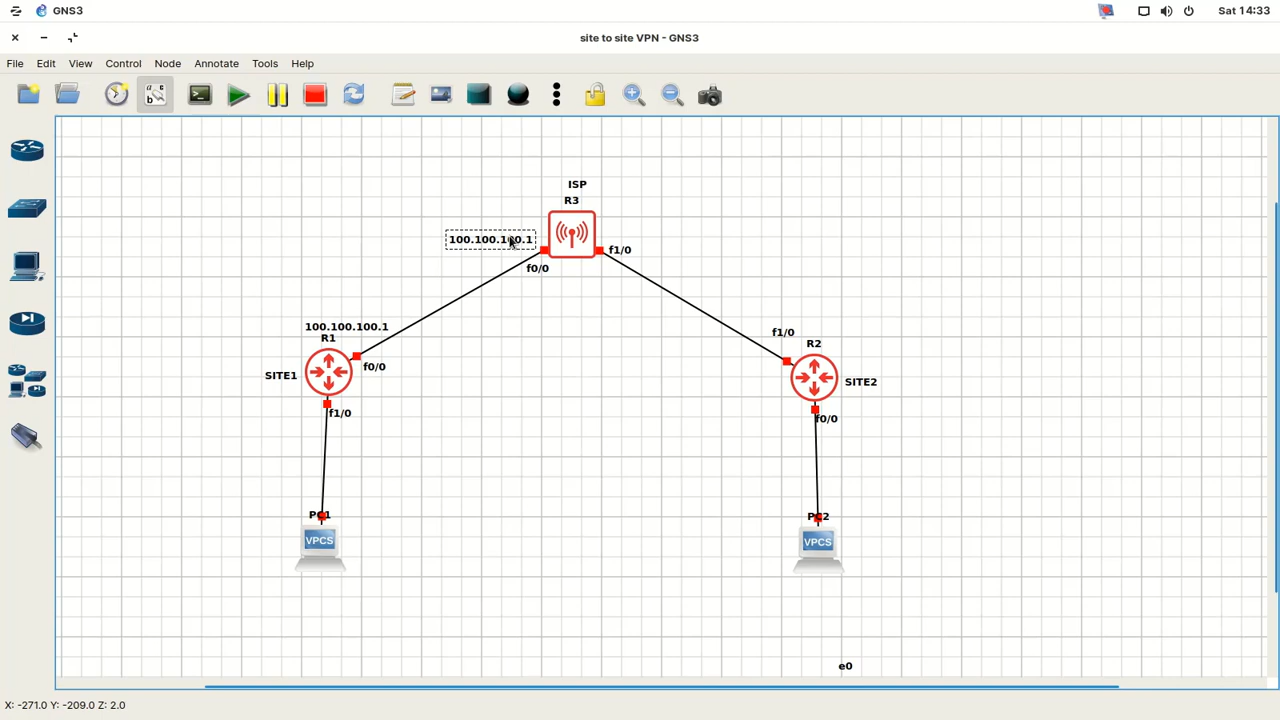 GNS3
Sat 14:33
site to site VPN - GNS3
File Edit View Control Node Annotate Tools Help
ISP
R3
100.100.100.1
f1/0
f0/0
100.100.100.1
R1
f0/0
SITE1
f1/0
f1/0
R2
SITE2
f0/0
PC1
VPCS
PC2
VPCS
e0
X: -271.0 Y: -209.0 Z: 2.0